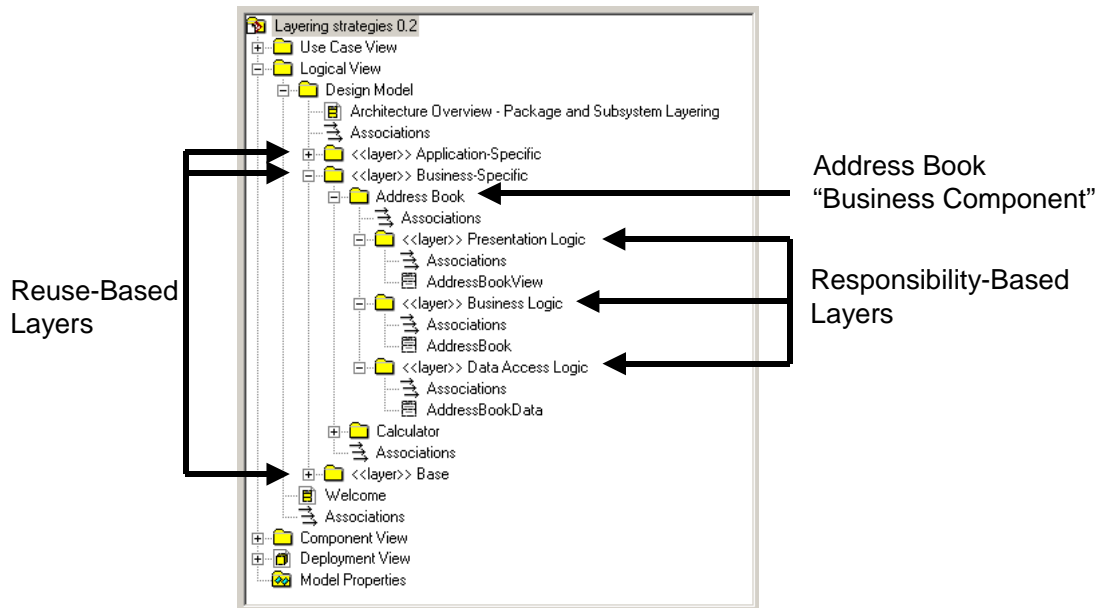 Layering strategies 0.2
Use Case View
Logical View
Design Model
Architecture Overview - Package and Subsystem Layering
Associations
<<layer>> Application-Specific
<<layer>> Business-Specific
Address Book
Associations
<<layer>> Presentation Logic
Associations
AddressBookView
<<layer>> Business Logic
Associations
AddressBook
<<layer>> Data Access Logic
Associations
AddressBookData
Calculator
Associations
<<layer>> Base
Welcome
Associations
Component View
Deployment View
Model Properties
Reuse-Based
Layers
Address Book
“Business Component”
Responsibility-Based
Layers